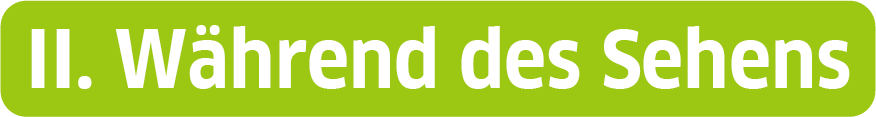 II. Während des Sehens